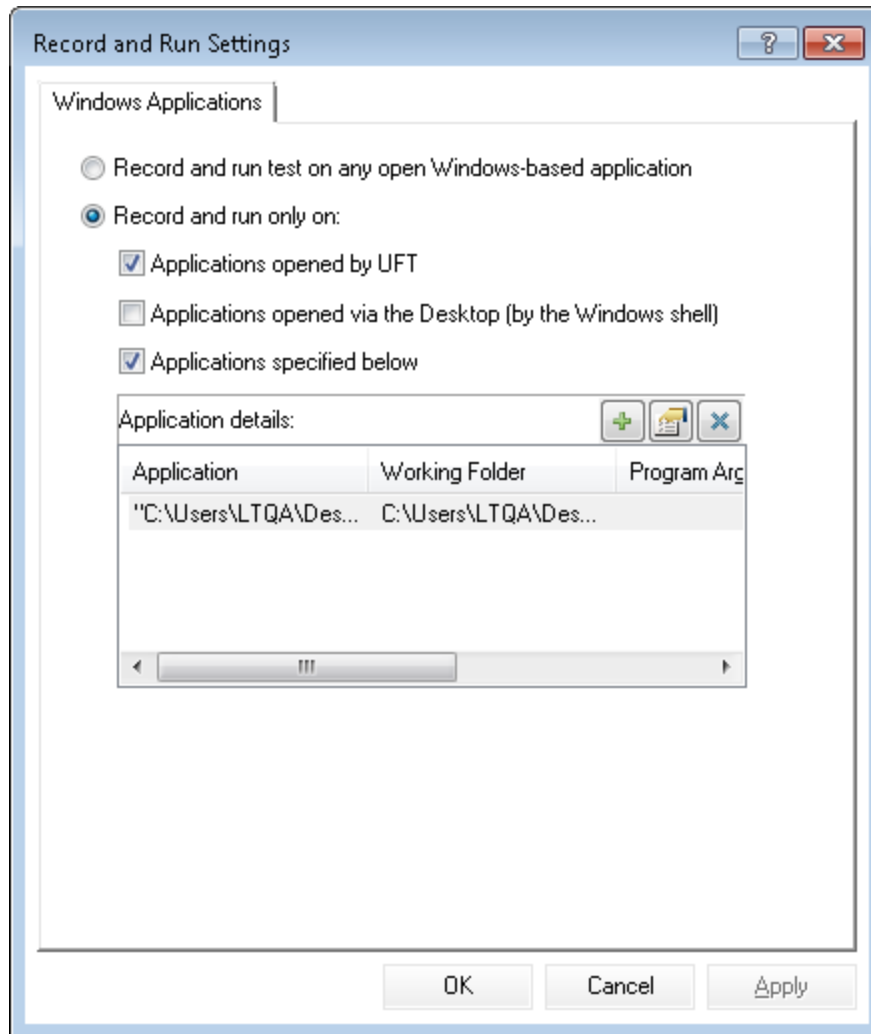 Record and Run Settings
Windows Applications
Record and run test on any open Windows-based application
Record and run only on:
Applications opened by UFT
Applications opened via the Desktop (by the Windows shell)
Applications specified below
Application details:
Application Working Folder Program Arg
"C:\Users\LTQA\Des... C:\Users\LTQA\Des...
OK Cancel Apply